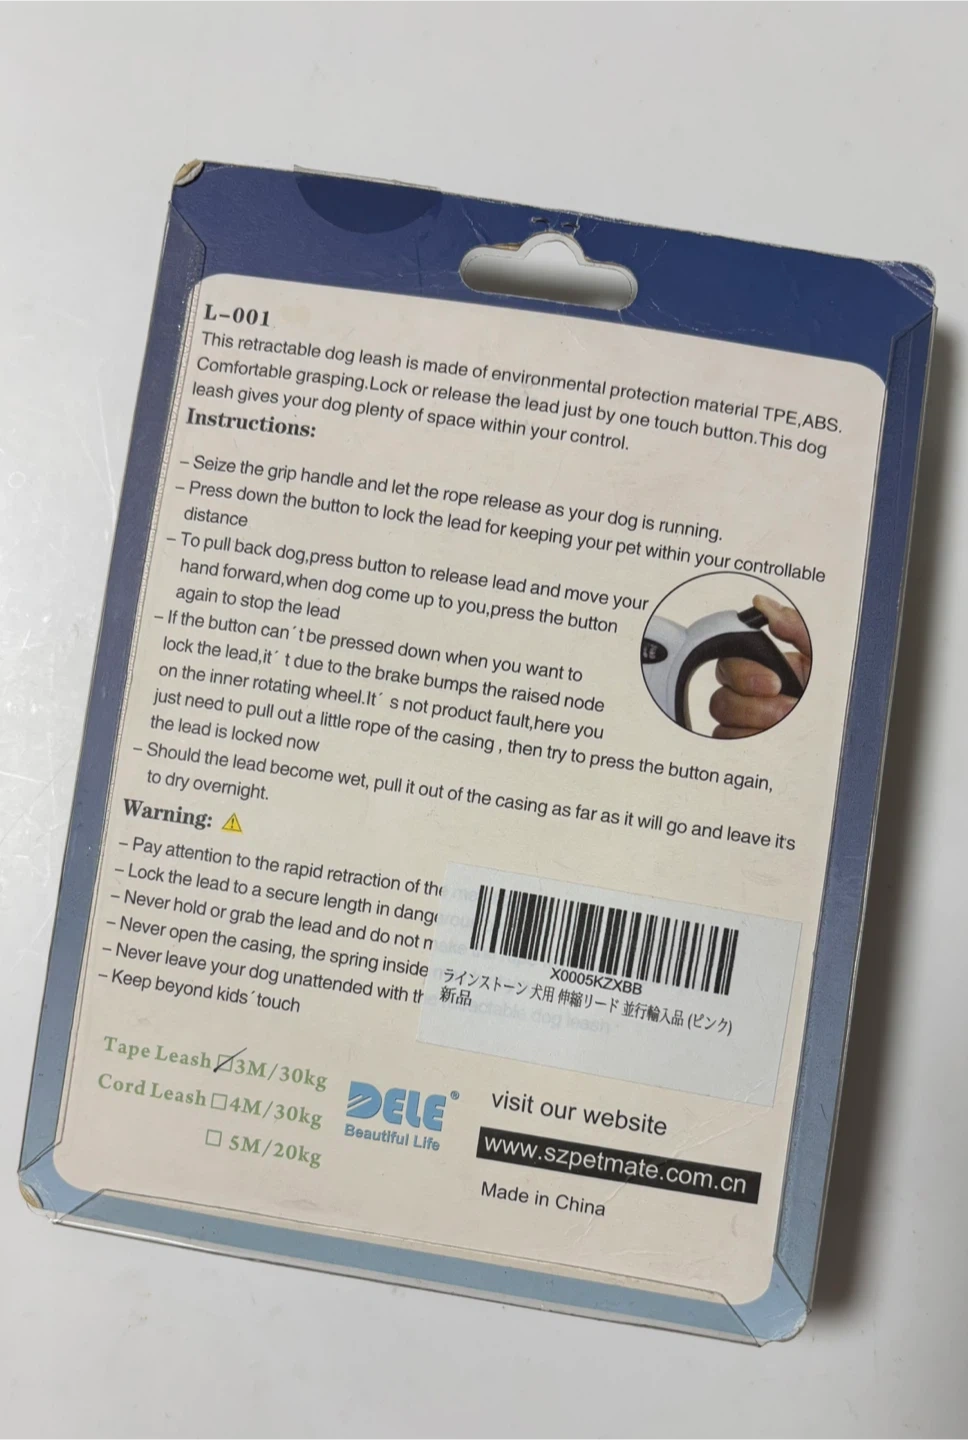 L-001
This retractable dog leash is made of environmental protection material TPE,ABS.
Comfortable grasping.Lock or release the lead just by one touch button.This dog
leash gives your dog plenty of space within your control.
Instructions:
– Seize the grip handle and let the rope release as your dog is running.
– Press down the button to lock the lead for keeping your pet within your controllable
distance
– To pull back dog,press button to release lead and move your
hand forward,when dog come up to you,press the button
again to stop the lead
– If the button can´t be pressed down when you want to
lock the lead,it´ t due to the brake bumps the raised node
on the inner rotating wheel.It´ s not product fault,here you
just need to pull out a little rope of the casing , then try to press the button again,
the lead is locked now
– Should the lead become wet, pull it out of the casing as far as it will go and leave it's
to dry overnight.
Warning:
– Pay attention to the rapid retraction of the
– Lock the lead to a secure length in dangerous
– Never hold or grab the lead and do not make
– Never open the casing, the spring inside
– Never leave your dog unattended with the retractable dog leash
– Keep beyond kids´touch
X0005KZXBB
ラインストーン 犬用 伸縮リード 並行輸入品 (ピンク)
新品
Tape Leash □3M/30kg
Cord Leash □4M/30kg
□ 5M/20kg
DELE®
Beautiful Life
visit our website
www.szpetmate.com.cn
Made in China